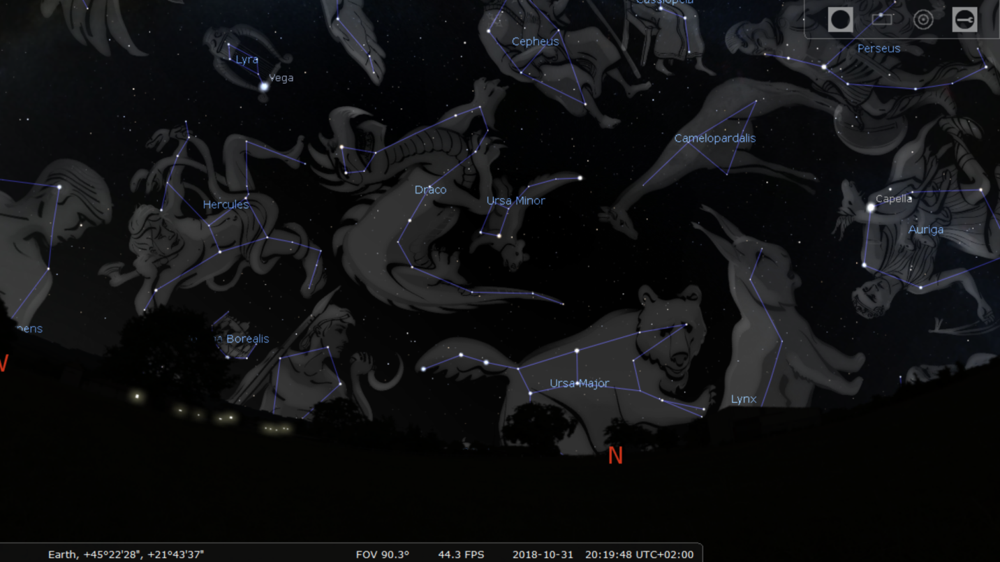 Cassiopeia
Cepheus
Perseus
Lyra
Vega
Camelopardalis
Draco
Ursa Minor
Hercules
Capella
Auriga
Borealis
Ursa Major
Lynx
N
Earth, +45°22'28", +21°43'37"
FOV 90.3°
44.3 FPS
2018-10-31
20:19:48 UTC+02:00